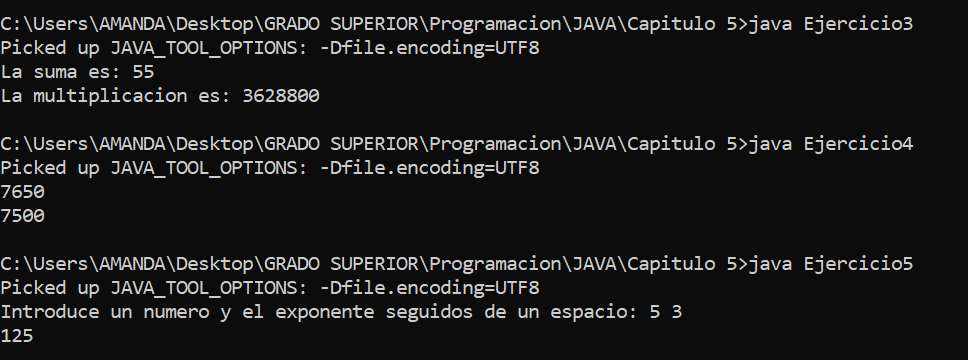 C:\Users\AMANDA\Desktop\GRADO SUPERIOR\Programacion\JAVA\Capitulo 5>java Ejercicio3
Picked up JAVA_TOOL_OPTIONS: -Dfile.encoding=UTF8
La suma es: 55
La multiplicacion es: 3628800
C:\Users\AMANDA\Desktop\GRADO SUPERIOR\Programacion\JAVA\Capitulo 5>java Ejercicio4
Picked up JAVA_TOOL_OPTIONS: -Dfile.encoding=UTF8
7650
7500
C:\Users\AMANDA\Desktop\GRADO SUPERIOR\Programacion\JAVA\Capitulo 5>java Ejercicio5
Picked up JAVA_TOOL_OPTIONS: -Dfile.encoding=UTF8
Introduce un numero y el exponente seguidos de un espacio: 5 3
125